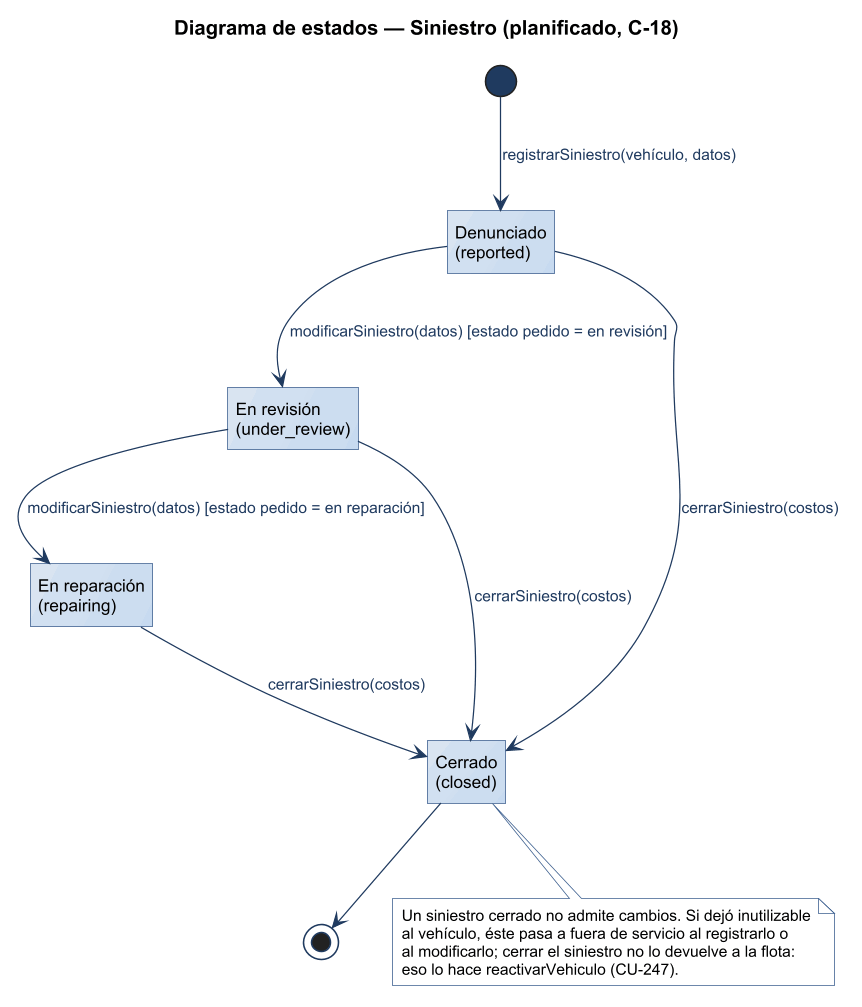 Diagrama de estados — Siniestro (planificado, C-18)
registrarSiniestro(vehículo, datos)
Denunciado
(reported)
modificarSiniestro(datos) [estado pedido = en revisión]
En revisión
(under_review)
modificarSiniestro(datos) [estado pedido = en reparación]
cerrarSiniestro(costos)
En reparación
(repairing)
cerrarSiniestro(costos)
cerrarSiniestro(costos)
Cerrado
(closed)
Un siniestro cerrado no admite cambios. Si dejó inutilizable
al vehículo, éste pasa a fuera de servicio al registrarlo o
al modificarlo; cerrar el siniestro no lo devuelve a la flota:
eso lo hace reactivarVehiculo (CU-247).